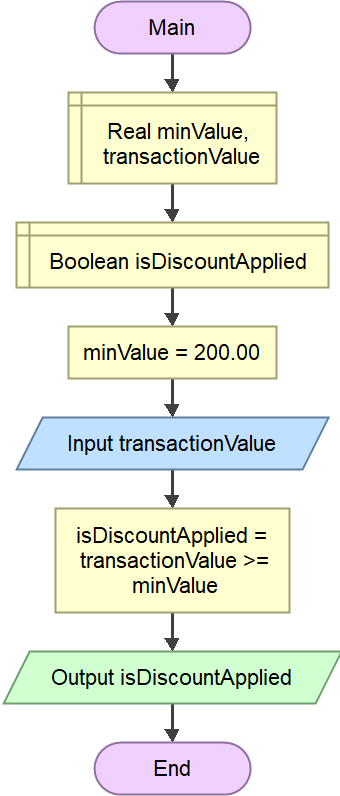 Main
Real minValue,
transactionValue
Boolean isDiscountApplied
minValue = 200.00
Input transactionValue
isDiscountApplied =
transactionValue >=
minValue
Output isDiscountApplied
End